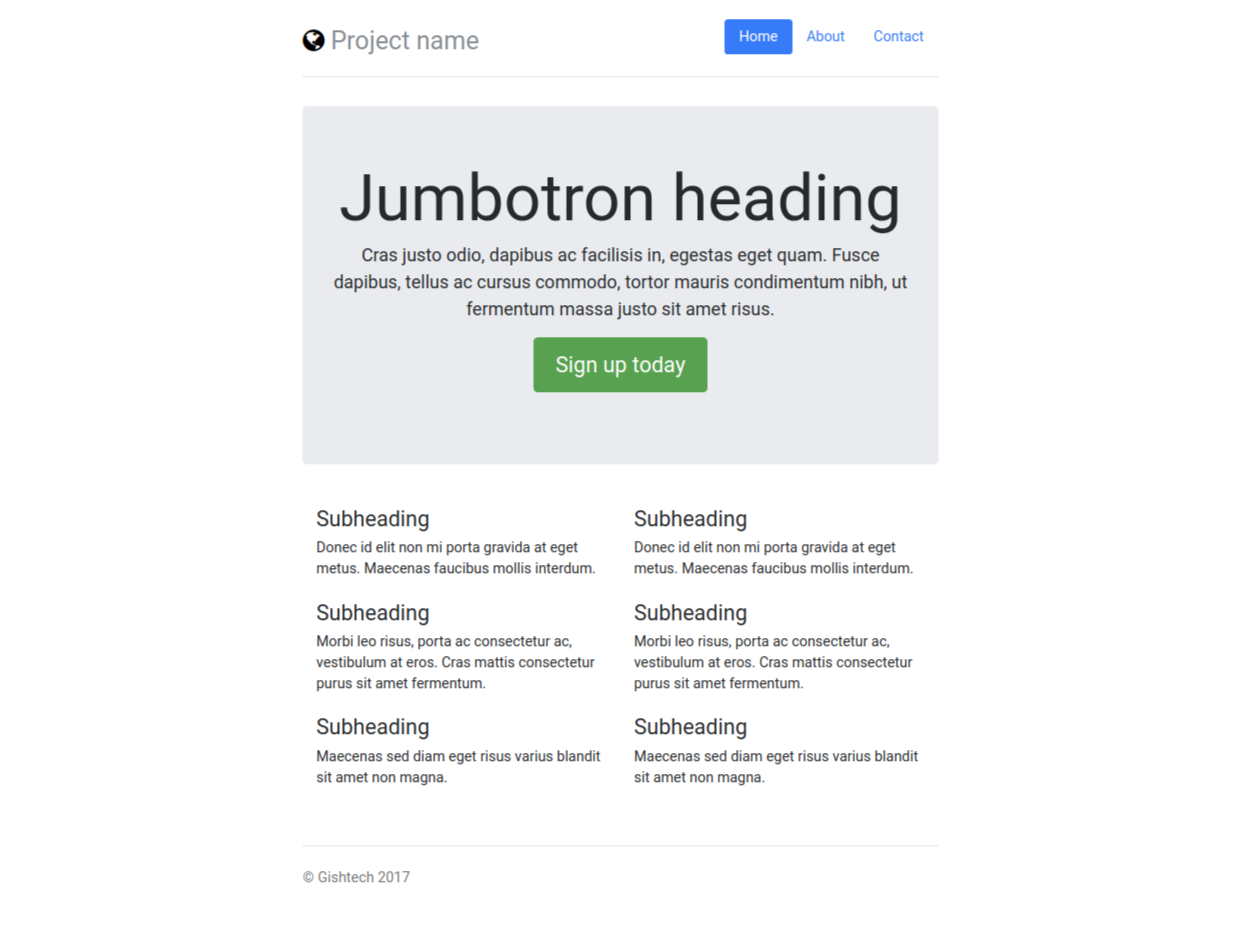 Project name
Home
About
Contact
Jumbotron heading
Cras justo odio, dapibus ac facilisis in, egestas eget quam. Fusce
dapibus, tellus ac cursus commodo, tortor mauris condimentum nibh, ut
fermentum massa justo sit amet risus.
Sign up today
Subheading
Donec id elit non mi porta gravida at eget
metus. Maecenas faucibus mollis interdum.
Subheading
Morbi leo risus, porta ac consectetur ac,
vestibulum at eros. Cras mattis consectetur
purus sit amet fermentum.
Subheading
Maecenas sed diam eget risus varius blandit
sit amet non magna.
Subheading
Donec id elit non mi porta gravida at eget
metus. Maecenas faucibus mollis interdum.
Subheading
Morbi leo risus, porta ac consectetur ac,
vestibulum at eros. Cras mattis consectetur
purus sit amet fermentum.
Subheading
Maecenas sed diam eget risus varius blandit
sit amet non magna.
© Gishtech 2017